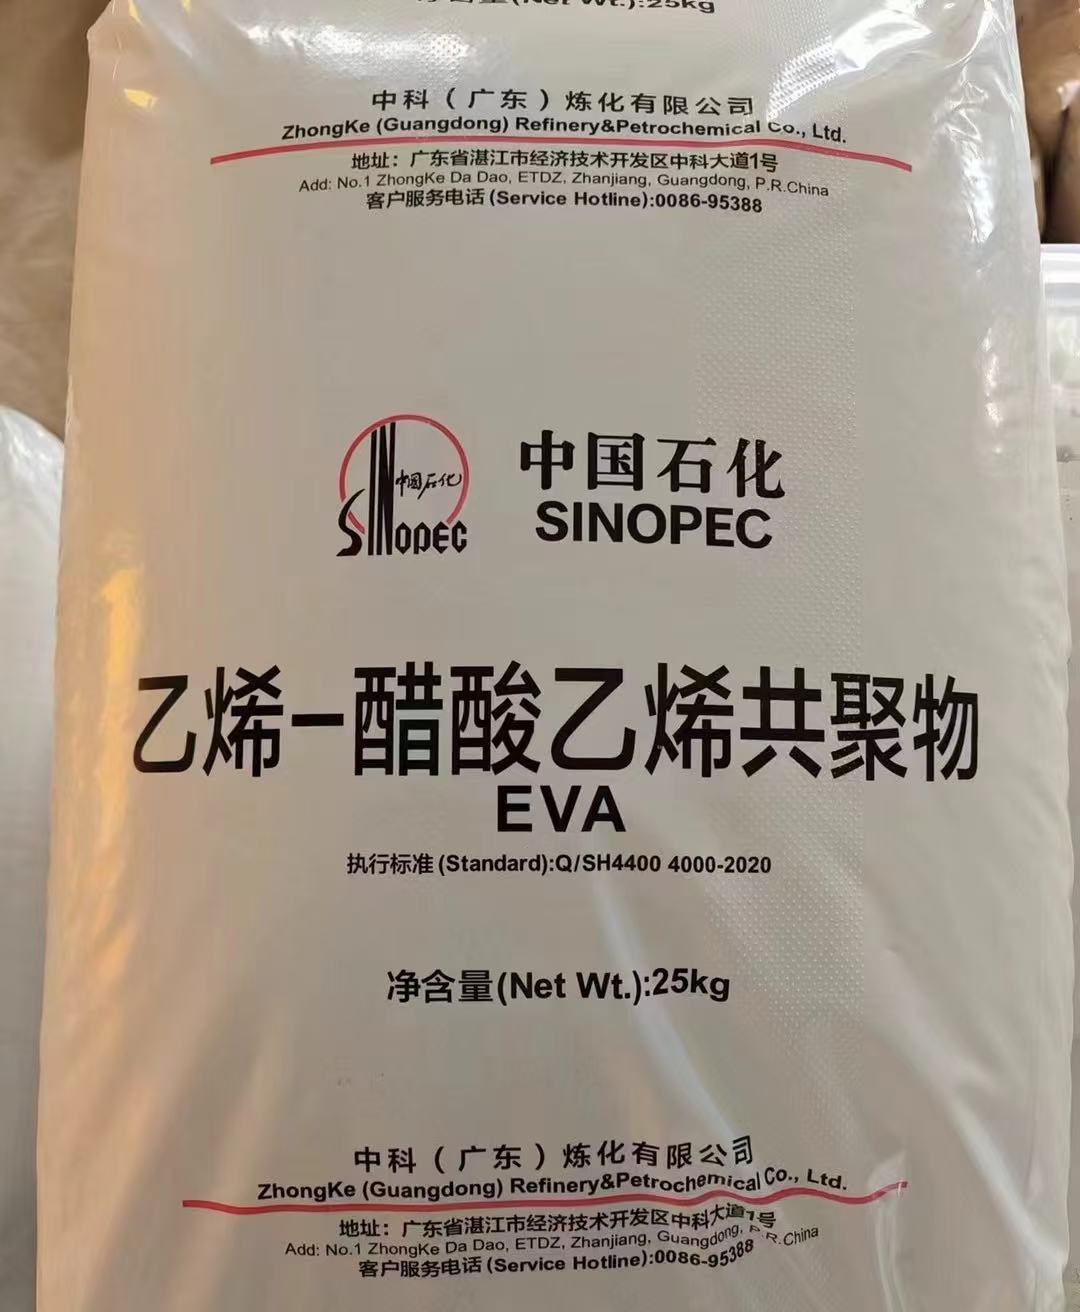 净含量(Net Wt.):25kg
中科（广东）炼化有限公司
ZhongKe (Guangdong) Refinery&Petrochemical Co., Ltd.
地址：广东省湛江市经济技术开发区中科大道1号
Add: No.1 ZhongKe Da Dao, ETDZ, Zhanjiang, Guangdong, P.R.China
客户服务电话(Service Hotline):0086-95388
中国石化
SINOPEC
中国石化
SINOPEC
乙烯一醋酸乙烯共聚物
EVA
执行标准(Standard):Q/SH4400 4000-2020
净含量(Net Wt.):25kg
中科（广东）炼化有限公司
ZhongKe (Guangdong) Refinery&Petrochemical Co., Ltd.
地址：广东省湛江市经济技术开发区中科大道1号
Add: No.1 ZhongKe Da Dao, ETDZ, Zhanjiang, Guangdong, P.R.China
客户服务电话(Service Hotline):0086-95388